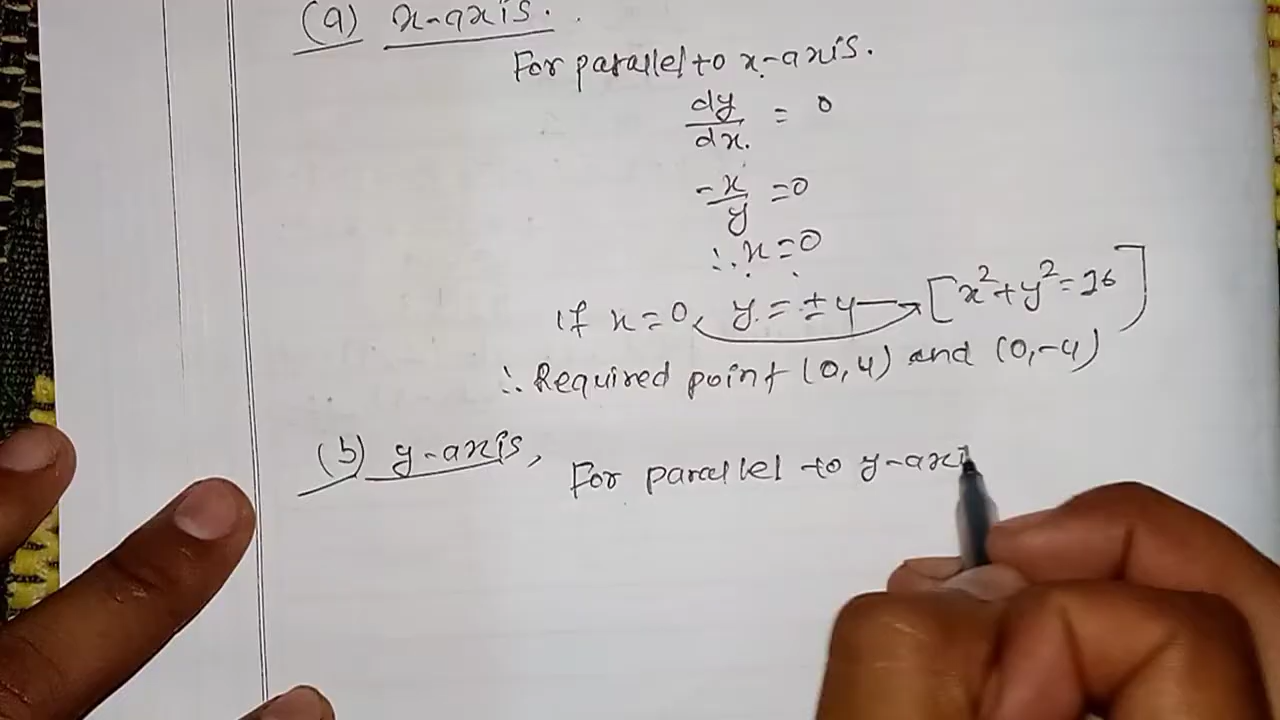 (a) x-axis.
For parallel to x-axis.
dy/dx. = 0
-x/y = 0
∴ x = 0
If x = 0, y = ± 4 → [x² + y² = 16]
∴ Required point (0,4) and (0,-4)
(b) y-axis, For parallel to y-axi